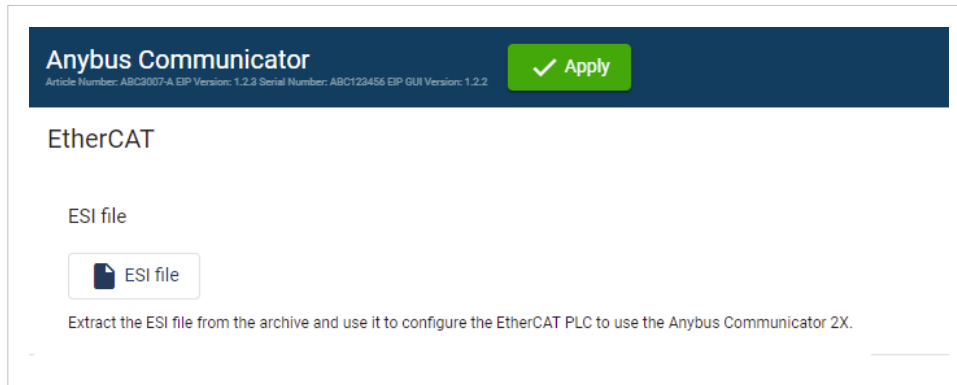 Anybus Communicator
Article Number: ABC3007-A EIP Version: 1.2.3 Serial Number: ABC123456 EIP GUI Version: 1.2.2
Apply
EtherCAT
ESI file
ESI file
Extract the ESI file from the archive and use it to configure the EtherCAT PLC to use the Anybus Communicator 2X.